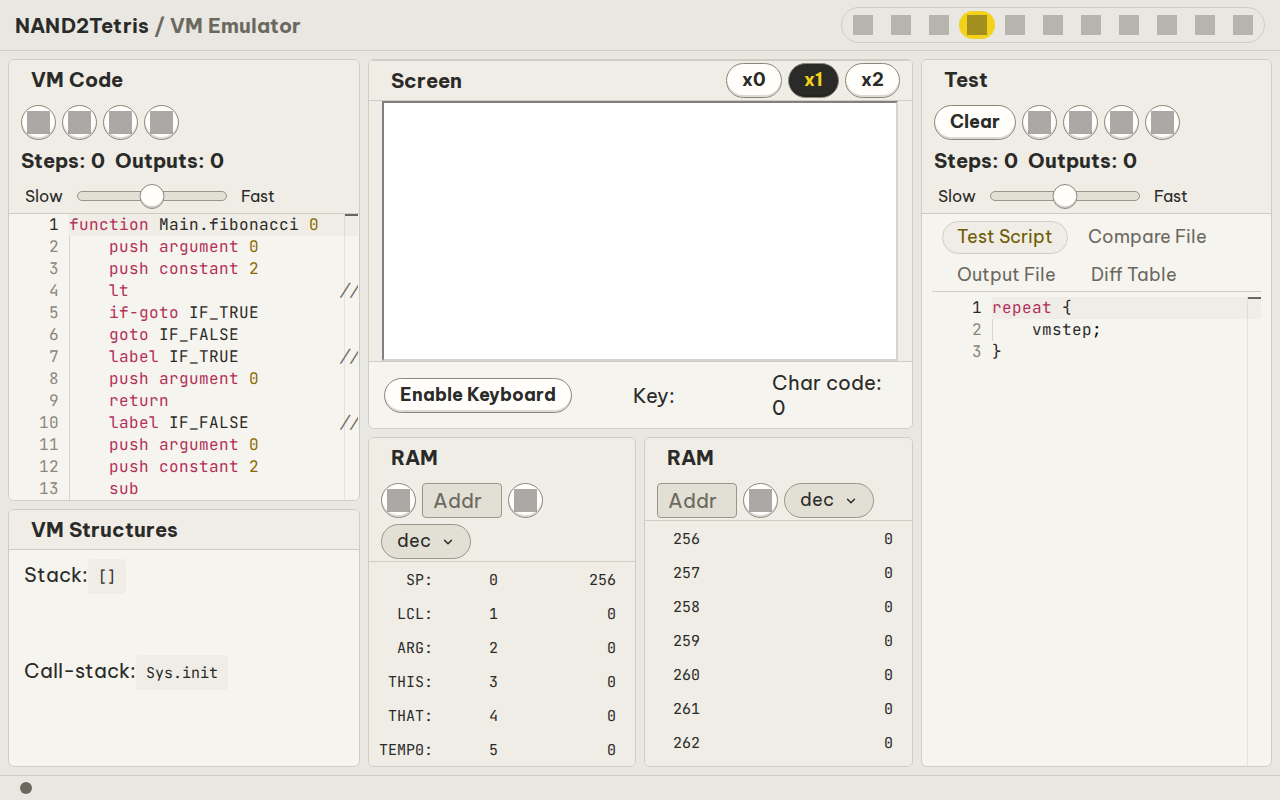 NAND2Tetris / VM Emulator
VM Code
Steps: 0 Outputs: 0
Slow Fast
1 function Main.fibonacci 0
2 push argument 0
3 push constant 2
4 lt //
5 if-goto IF_TRUE
6 goto IF_FALSE
7 label IF_TRUE //
8 push argument 0
9 return
10 label IF_FALSE //
11 push argument 0
12 push constant 2
13 sub
VM Structures
Stack: []
Call-stack: Sys.init
Screen x0 x1 x2
Enable Keyboard Key: Char code:
0
RAM
Addr
dec
SP: 0 256
LCL: 1 0
ARG: 2 0
THIS: 3 0
THAT: 4 0
TEMP0: 5 0
RAM
Addr dec
256 0
257 0
258 0
259 0
260 0
261 0
262 0
Test
Clear
Steps: 0 Outputs: 0
Slow Fast
Test Script Compare File
Output File Diff Table
1 repeat {
2 vmstep;
3 }